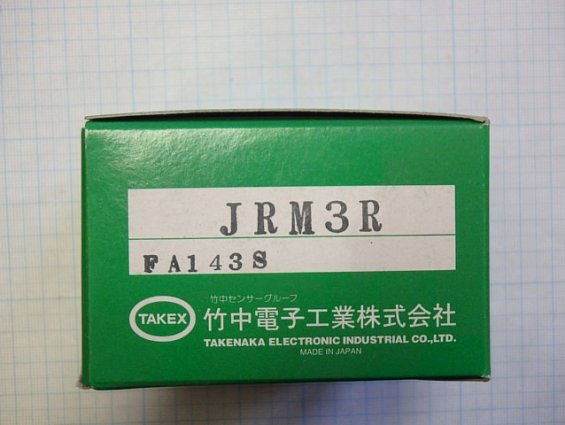 JRM3R
FA143S
竹中センサーグループ
TAKEX
竹中電子工業株式会社
TAKENAKA ELECTRONIC INDUSTRIAL CO.,LTD.
MADE IN JAPAN